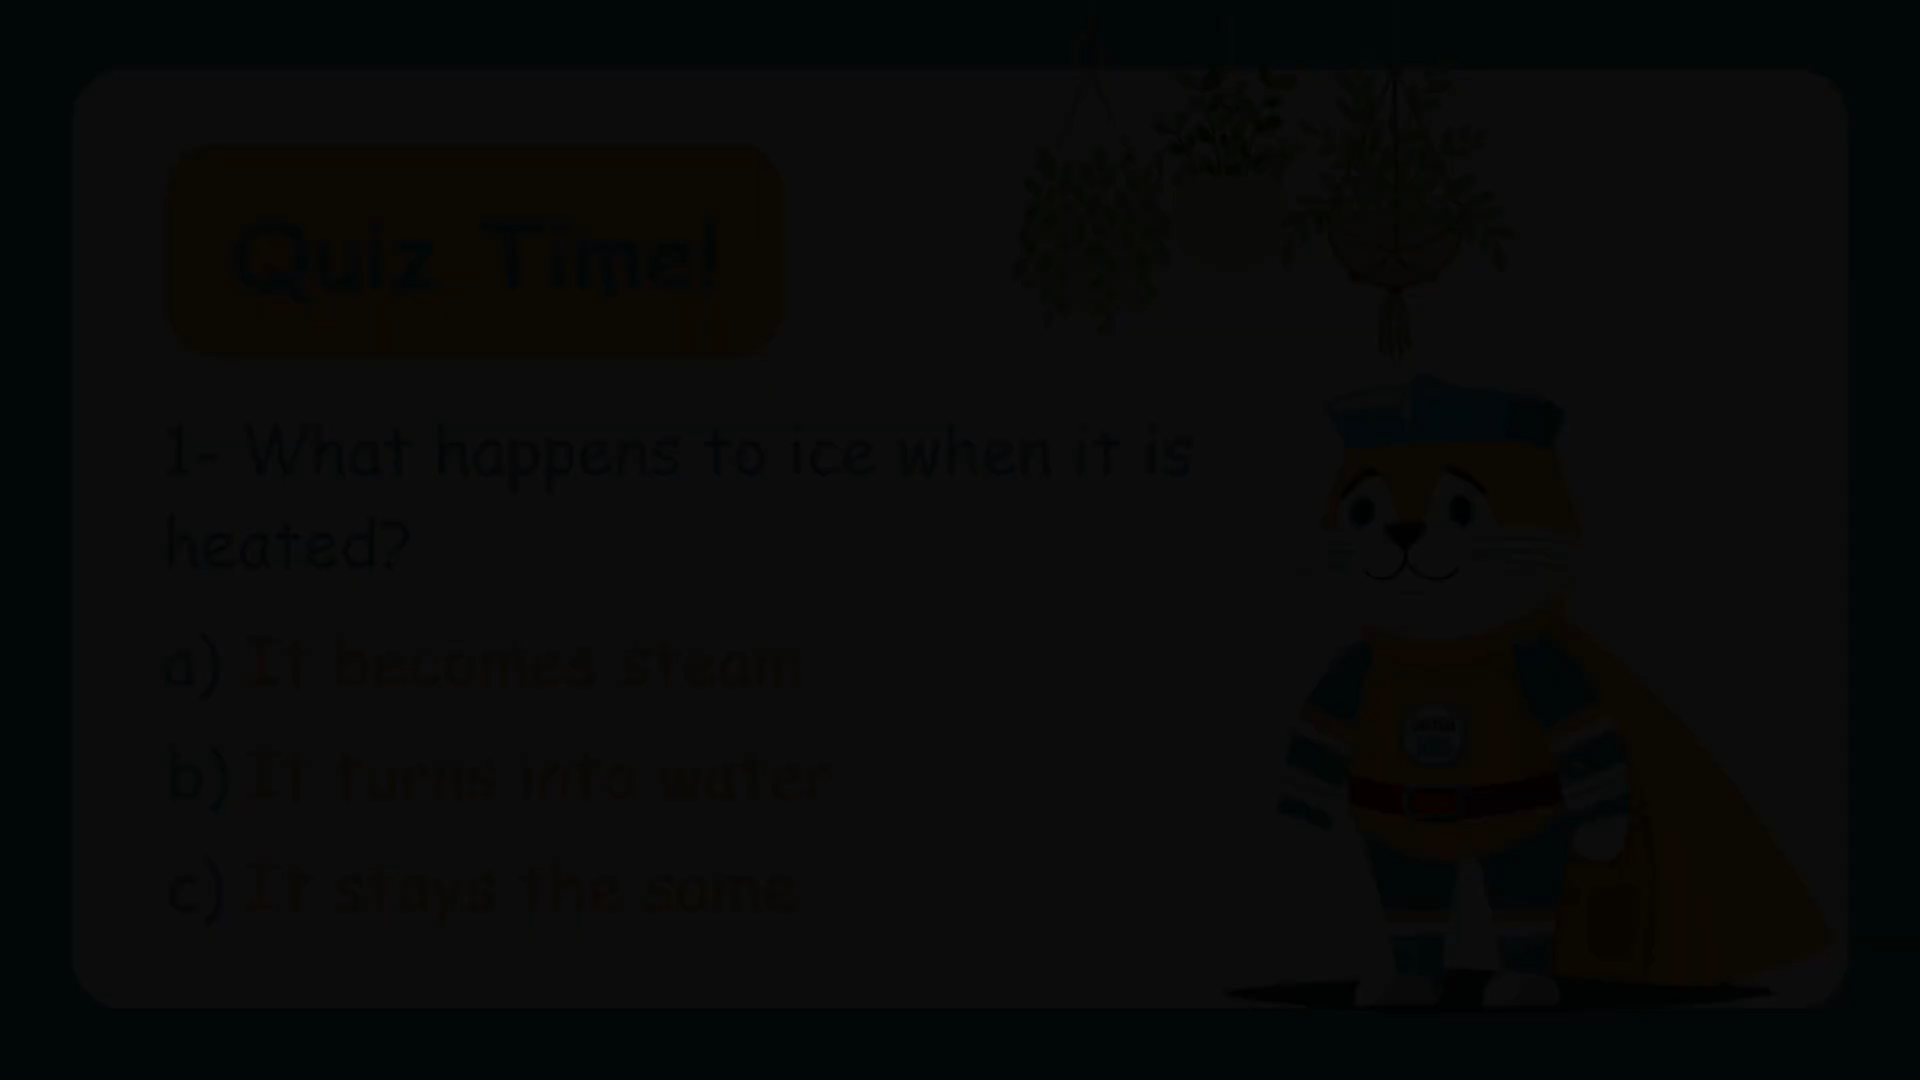 Quiz Time!
1- What happens to ice when it is
heated?
a) It becomes steam
b) It turns into water
c) It stays the same